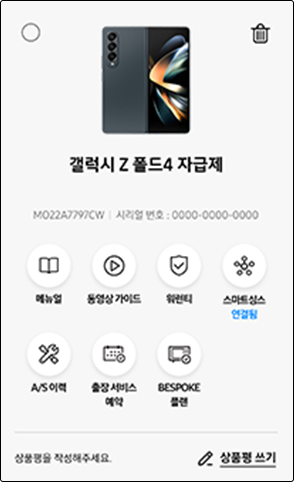 갤럭시 Z 폴드4 자급제
MO22A7797CW | 시리얼 번호 : 0000-0000-0000
메뉴얼
동영상 가이드
워런티
스마트싱스
연결됨
A/S 이력
출장 서비스
예약
BESPOKE
플랜
상품평을 작성해주세요.
상품평 쓰기